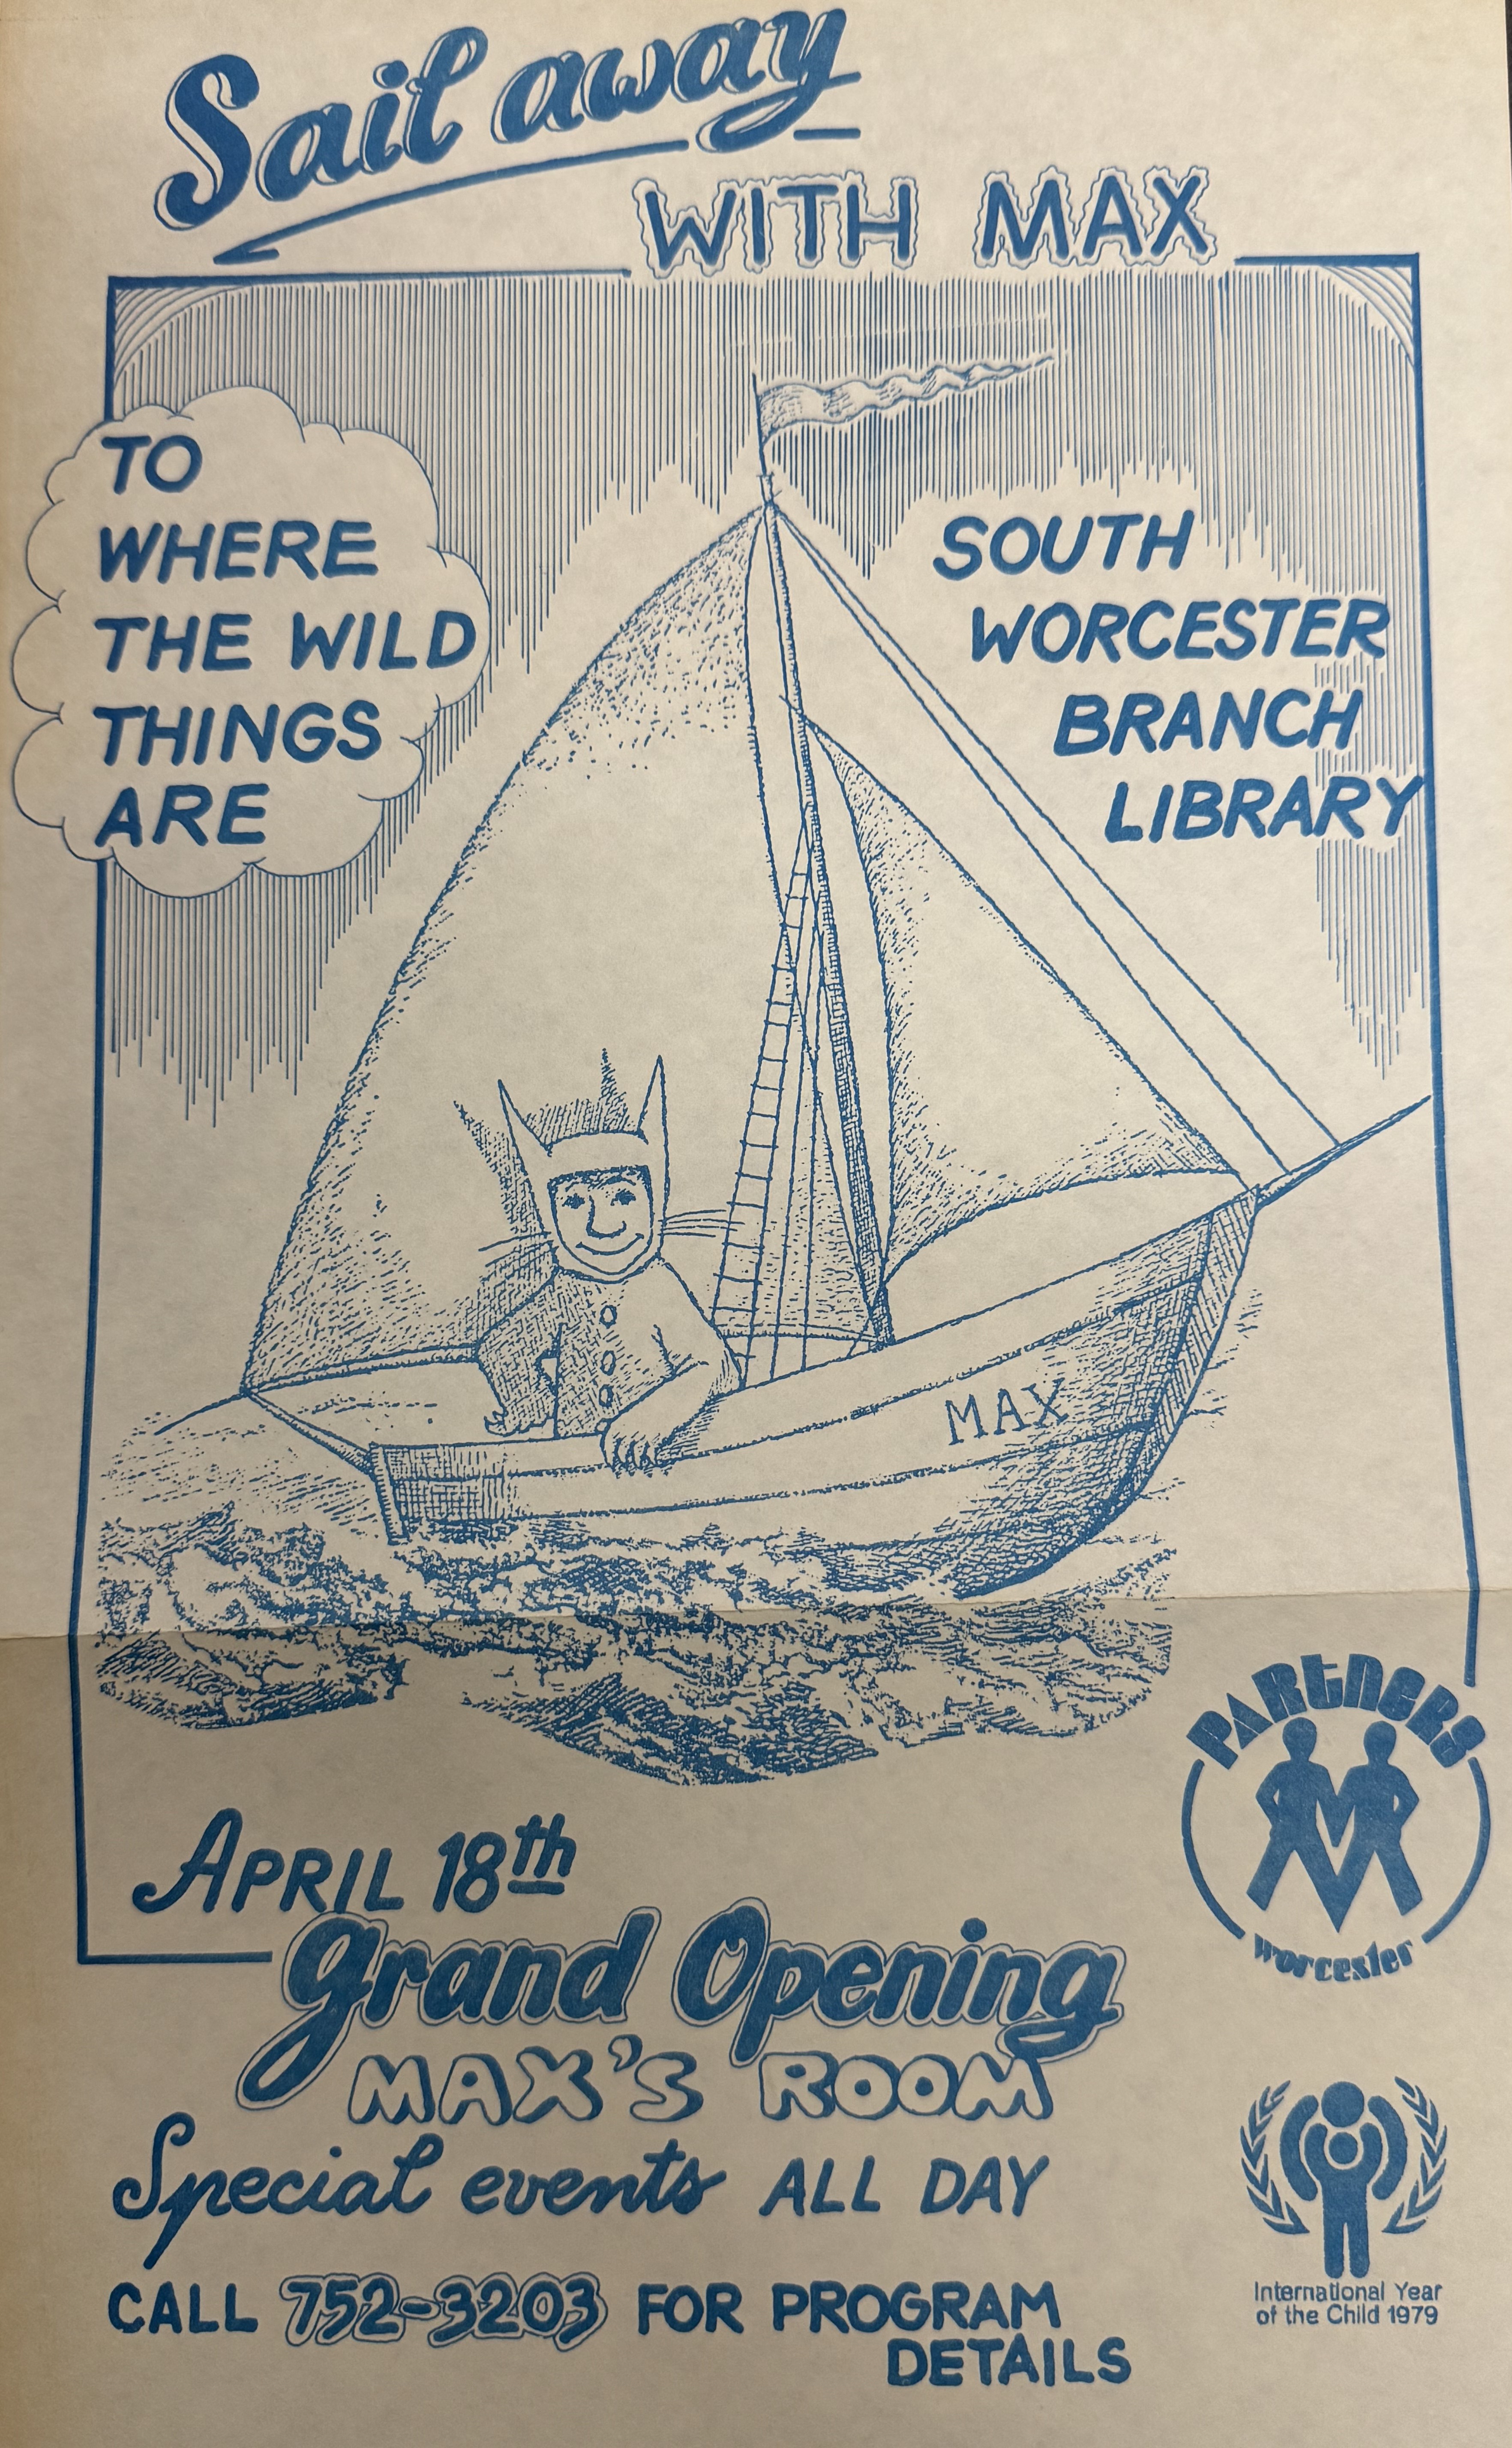 Sail away
WITH MAX
TO
WHERE
THE WILD
THINGS
ARE
SOUTH
WORCESTER
BRANCH
LIBRARY
MAX
PARTNERS
worcester
APRIL 18th
Grand Opening
MAX'S ROOM
Special events ALL DAY
CALL 752-3203 FOR PROGRAM
DETAILS
International Year
of the Child 1979